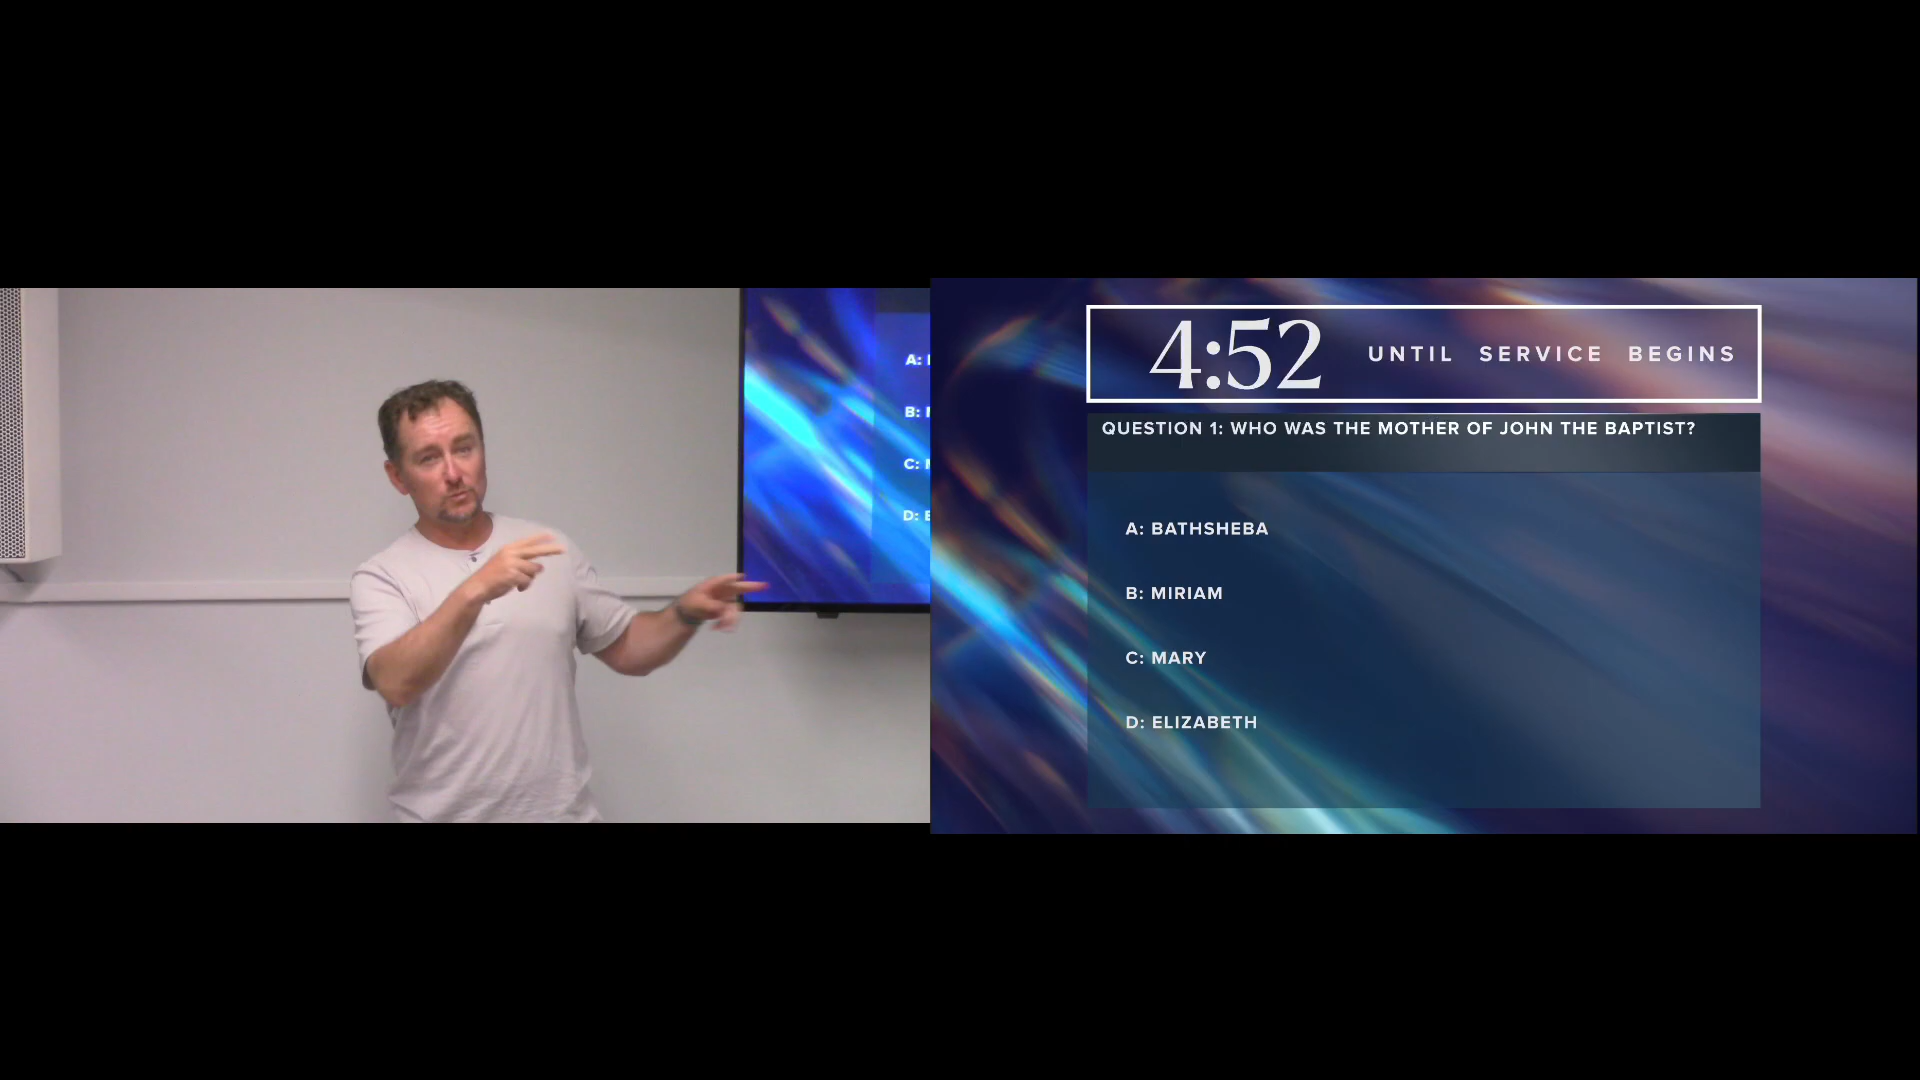 A:
B:
C:
D:
4:52 UNTIL SERVICE BEGINS
QUESTION 1: WHO WAS THE MOTHER OF JOHN THE BAPTIST?
A: BATHSHEBA
B: MIRIAM
C: MARY
D: ELIZABETH